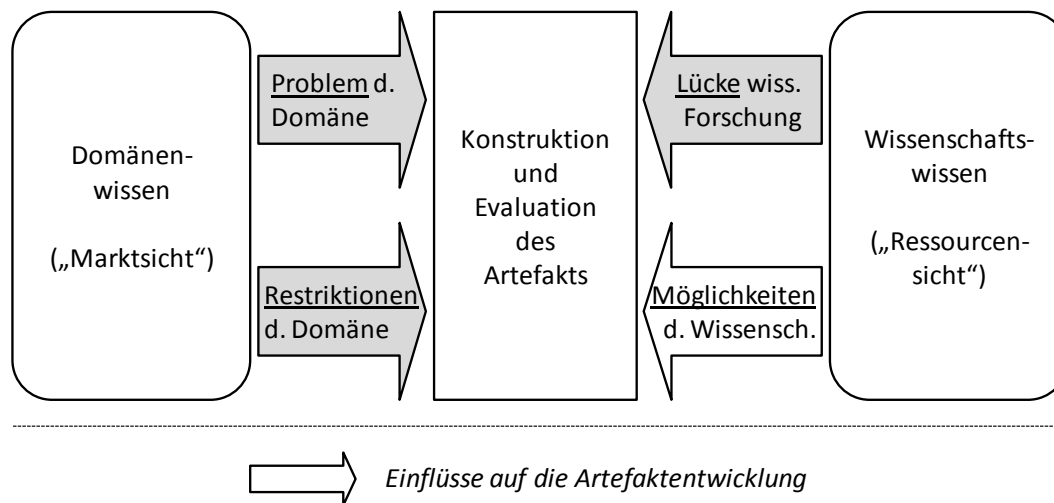 Domänen-
wissen
(„Marktsicht“)
Problem d.
Domäne
Restriktionen
d. Domäne
Konstruktion
und
Evaluation
des
Artefakts
Lücke wiss.
Forschung
Möglichkeiten
d. Wissensch.
Wissenschafts-
wissen
(„Ressourcen-
sicht“)
Einflüsse auf die Artefaktentwicklung